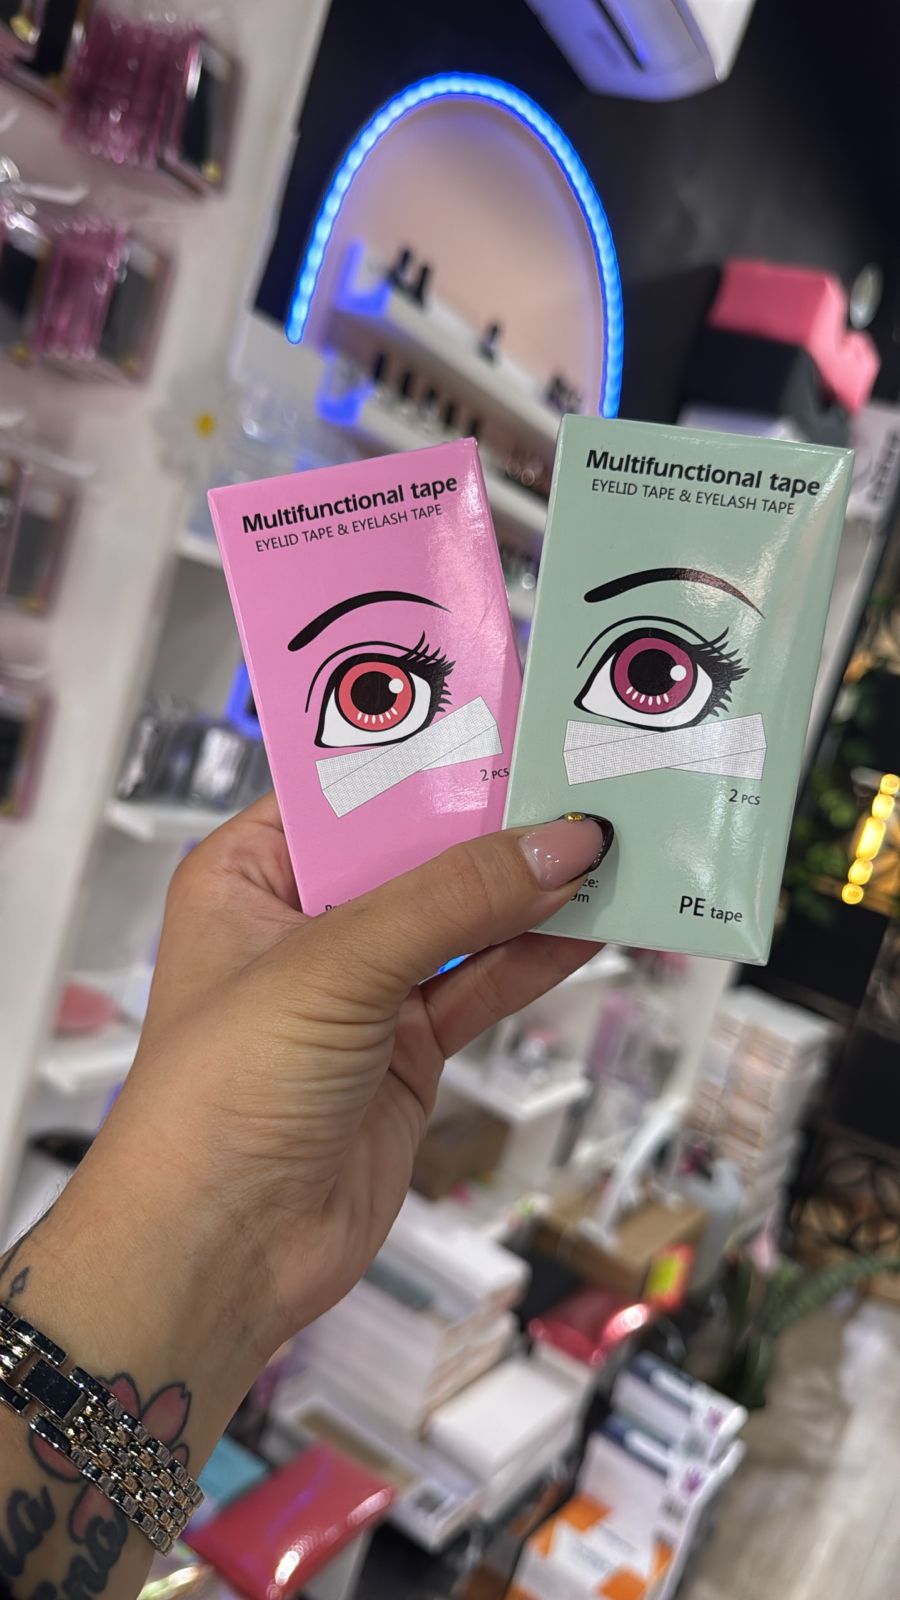 Multifunctional tape
EYELID TAPE & EYELASH TAPE
2 PCS
Multifunctional tape
EYELID TAPE & EYELASH TAPE
2 PCS
PE tape